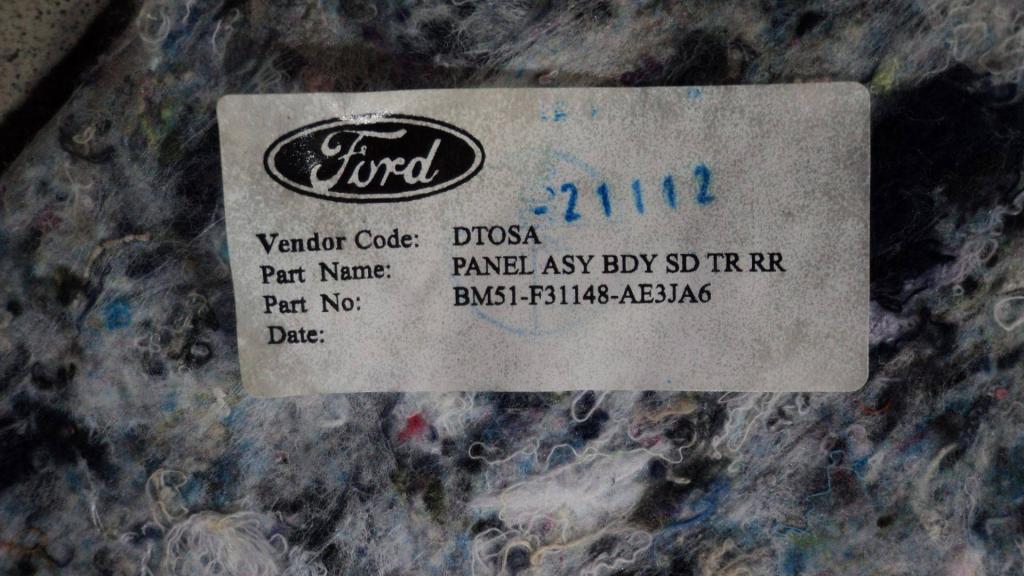 Ford
-21112
Vendor Code: DTOSA
Part Name: PANEL ASY BDY SD TR RR
Part No: BM51-F31148-AE3JA6
Date: